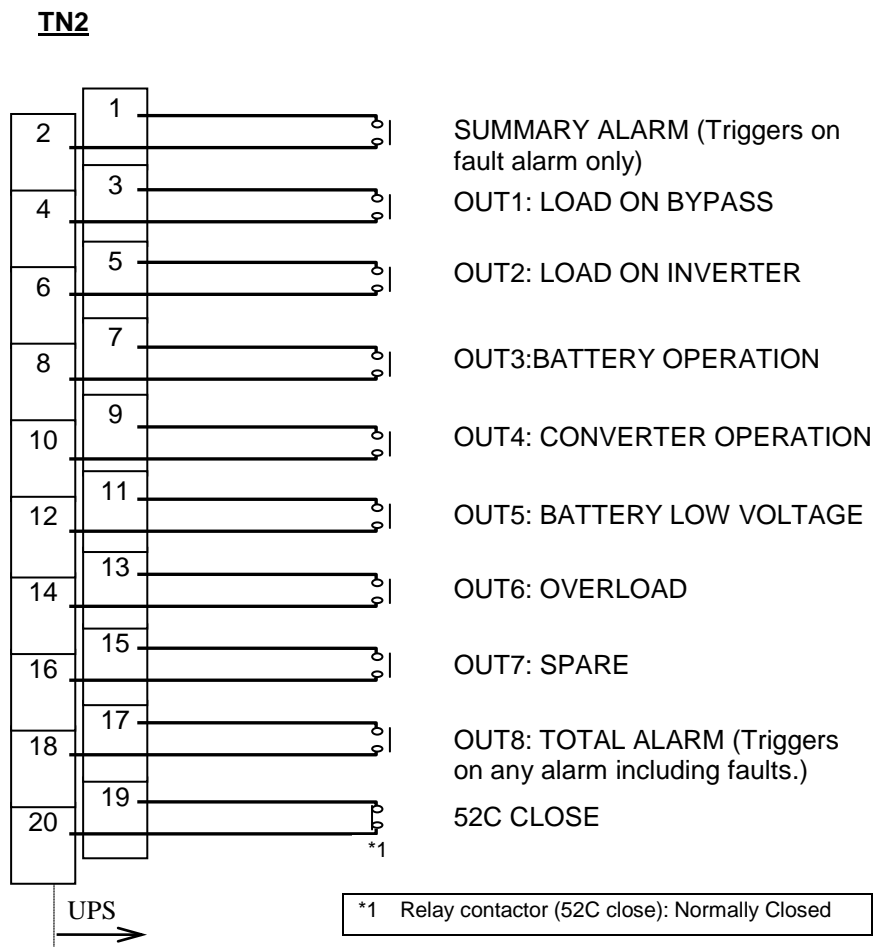 TN2
1
2
SUMMARY ALARM (Triggers on
fault alarm only)
3
4
OUT1: LOAD ON BYPASS
5
6
OUT2: LOAD ON INVERTER
7
8
OUT3:BATTERY OPERATION
9
10
OUT4: CONVERTER OPERATION
11
12
OUT5: BATTERY LOW VOLTAGE
13
14
OUT6: OVERLOAD
15
16
OUT7: SPARE
17
18
OUT8: TOTAL ALARM (Triggers
on any alarm including faults.)
19
20
52C CLOSE
*1
UPS
*1 Relay contactor (52C close): Normally Closed